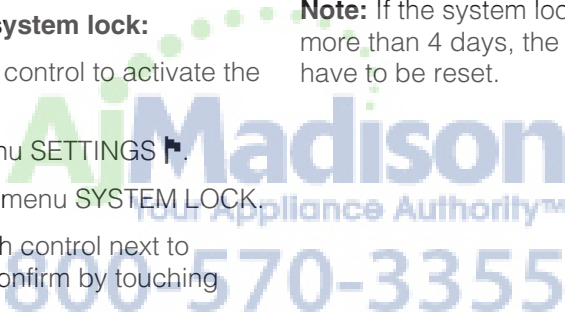 system lock:
control to activate the
nu SETTINGS
menu SYSTEM LOCK.
h control next to
onfirm by touching
Note: If the system loc
more than 4 days, the
have to be reset.
AjMadison
Your Appliance Authority™
800-570-3355